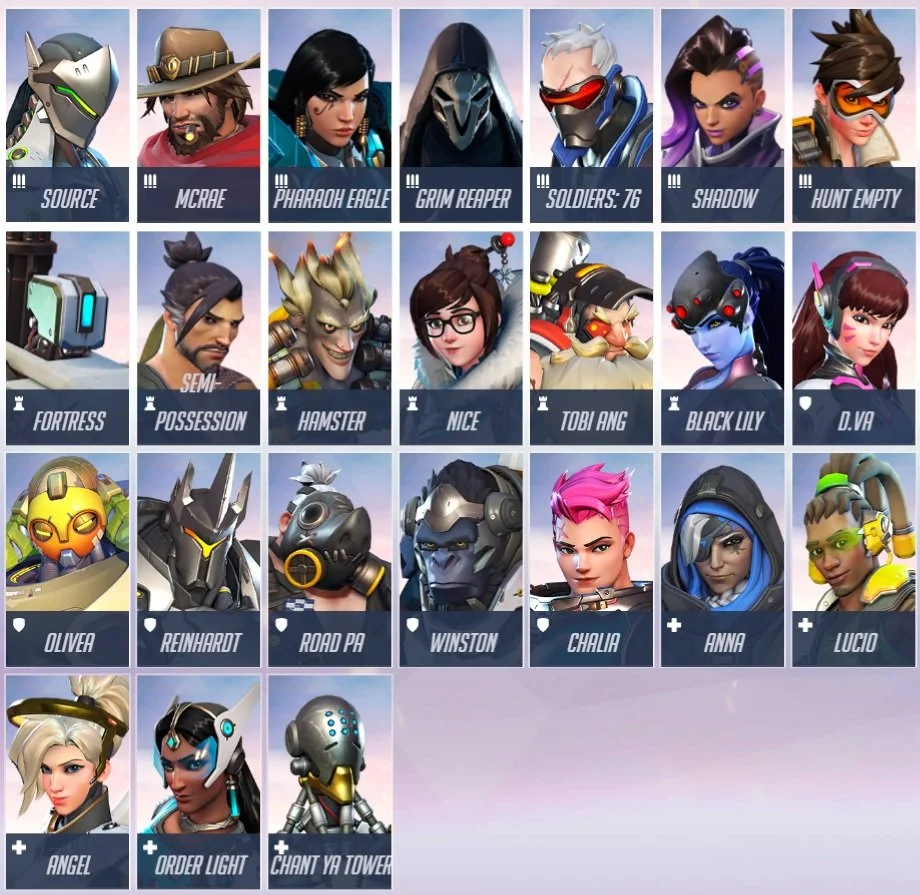 SOURCE
MCRAE
PHARAOH EAGLE
GRIM REAPER
SOLDIERS: 76
SHADOW
HUNT EMPTY
FORTRESS
SEMI-
POSSESSION
HAMSTER
NICE
TOBI ANG
BLACK LILY
D.VA
OLIVEA
REINHARDT
ROAD PA
WINSTON
CHALIA
ANNA
LUCIO
ANGEL
ORDER LIGHT
CHANT YA TOWER